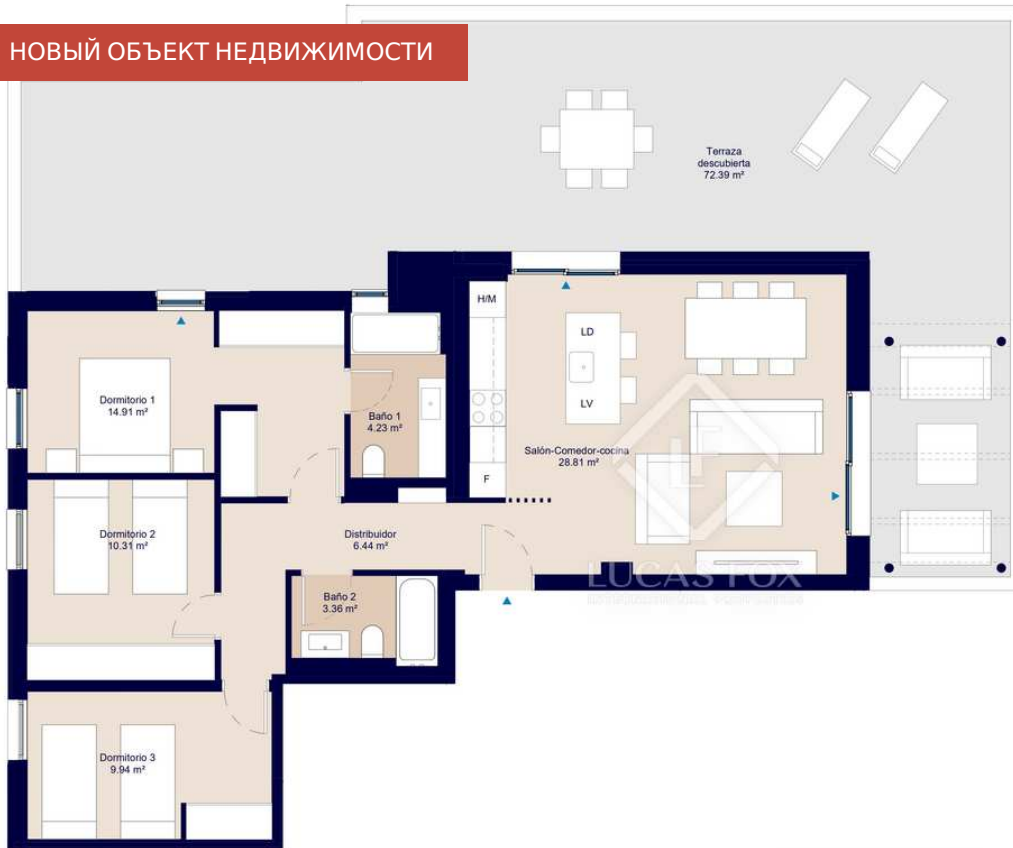 НОВЫЙ ОБЪЕКТ НЕДВИЖИМОСТИ
Terraza
descubierta
72.39 m²
H/M
LD
LV
F
Dormitorio 1
14.91 m²
Baño 1
4.23 m²
Salón-Comedor-cocina
28.81 m²
LF
Dormitorio 2
10.31 m²
Distribuidor
6.44 m²
LUCAS FOX
Baño 2
3.36 m²
Dormitorio 3
9.94 m²